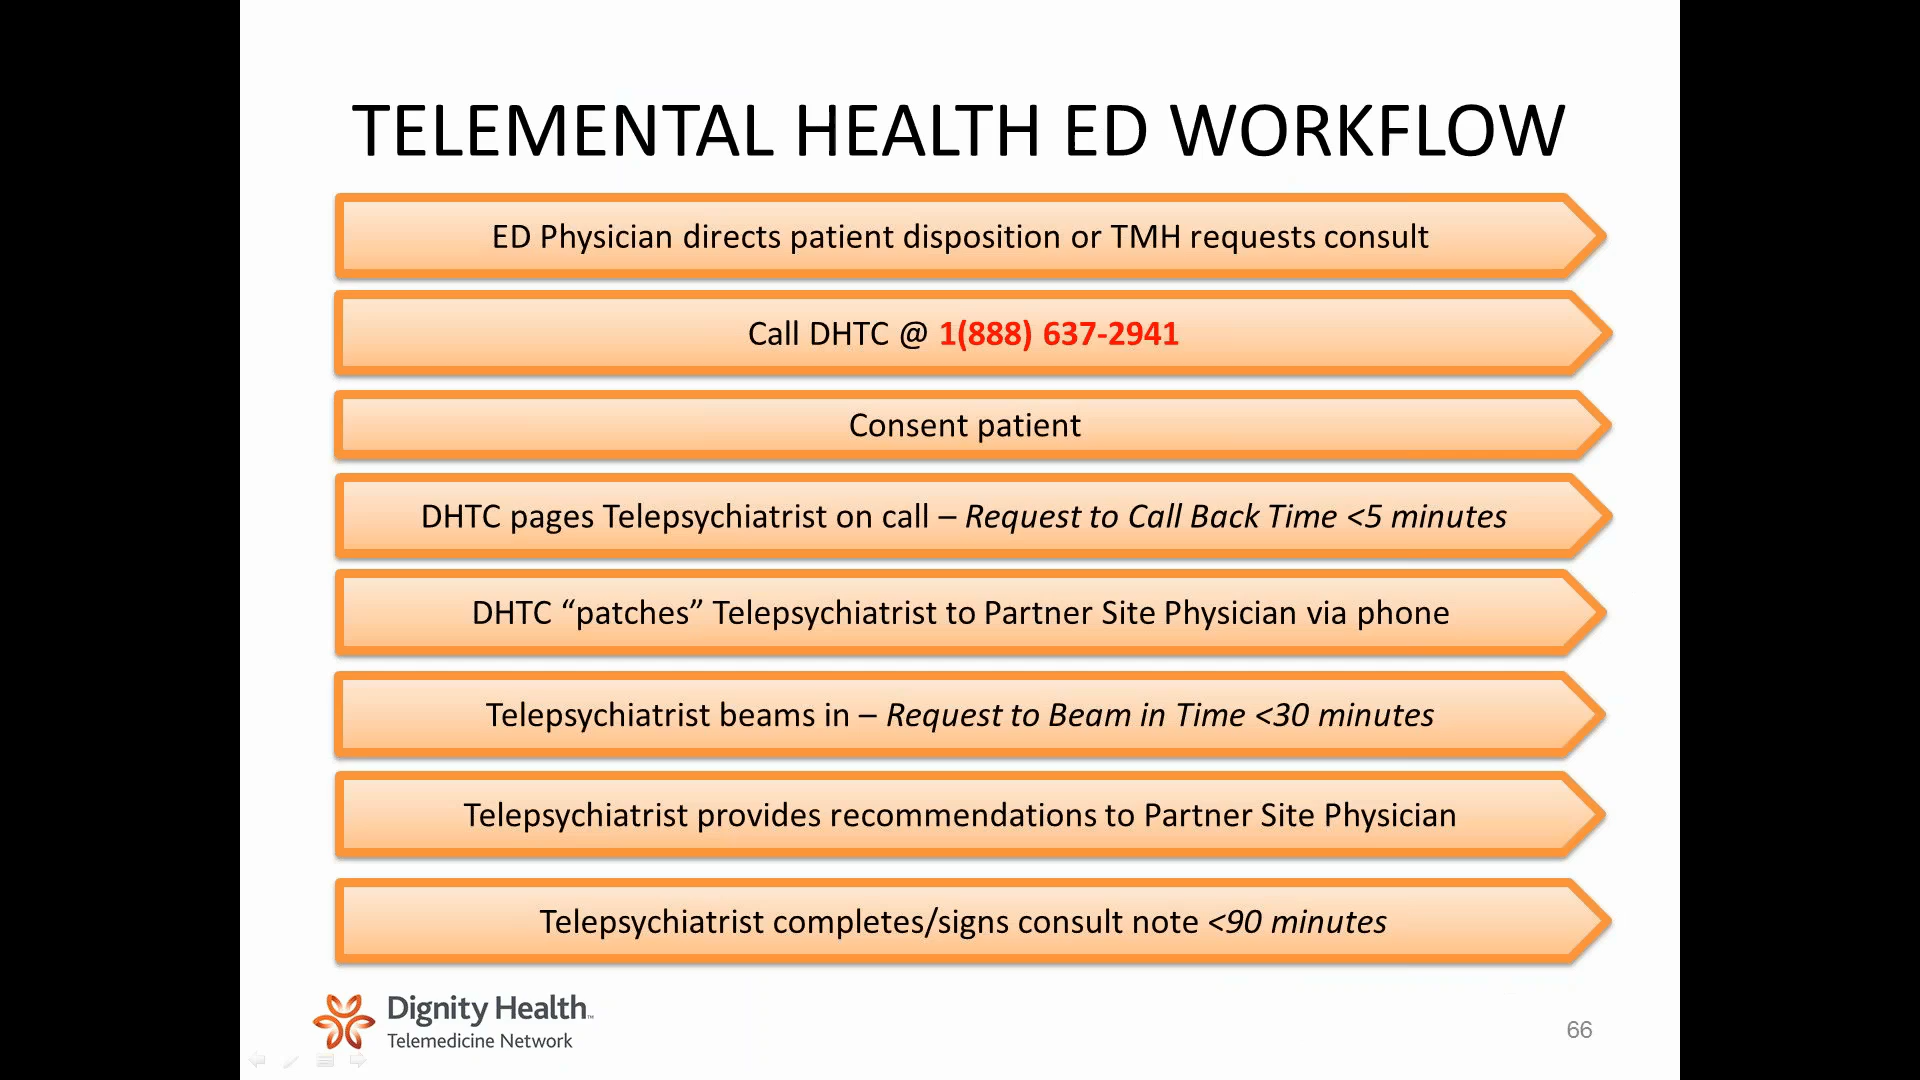 TELEMENTAL HEALTH ED WORKFLOW
ED Physician directs patient disposition or TMH requests consult
Call DHTC @ 1(888) 637-2941
Consent patient
DHTC pages Telepsychiatrist on call – Request to Call Back Time <5 minutes
DHTC “patches” Telepsychiatrist to Partner Site Physician via phone
Telepsychiatrist beams in – Request to Beam in Time <30 minutes
Telepsychiatrist provides recommendations to Partner Site Physician
Telepsychiatrist completes/signs consult note <90 minutes
Dignity Health™
Telemedicine Network
66